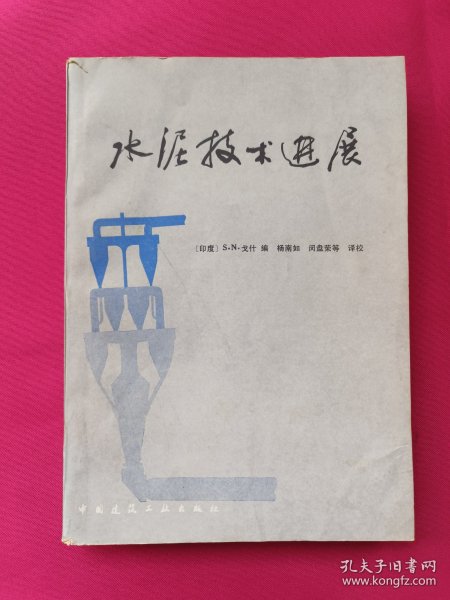 水泥技术进展
〔印度〕 S·N·戈什 编 杨南如 闵盘荣等 译校
中国建筑工业出版社
孔夫子旧书网
www.kongfz.com